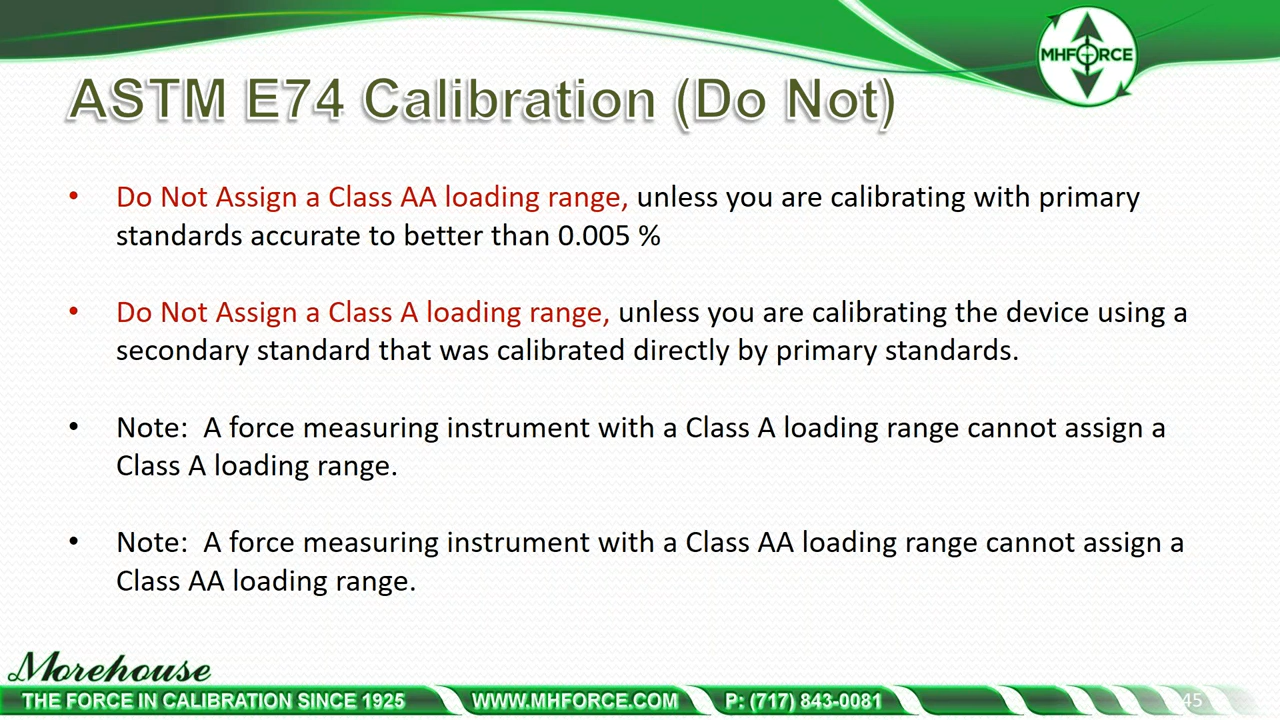 MHFORCE
ASTM E74 Calibration (Do Not)
• Do Not Assign a Class AA loading range, unless you are calibrating with primary
standards accurate to better than 0.005 %
• Do Not Assign a Class A loading range, unless you are calibrating the device using a
secondary standard that was calibrated directly by primary standards.
• Note:  A force measuring instrument with a Class A loading range cannot assign a
Class A loading range.
• Note:  A force measuring instrument with a Class AA loading range cannot assign a
Class AA loading range.
Morehouse
THE FORCE IN CALIBRATION SINCE 1925 WWW.MHFORCE.COM P: (717) 843-0081 45